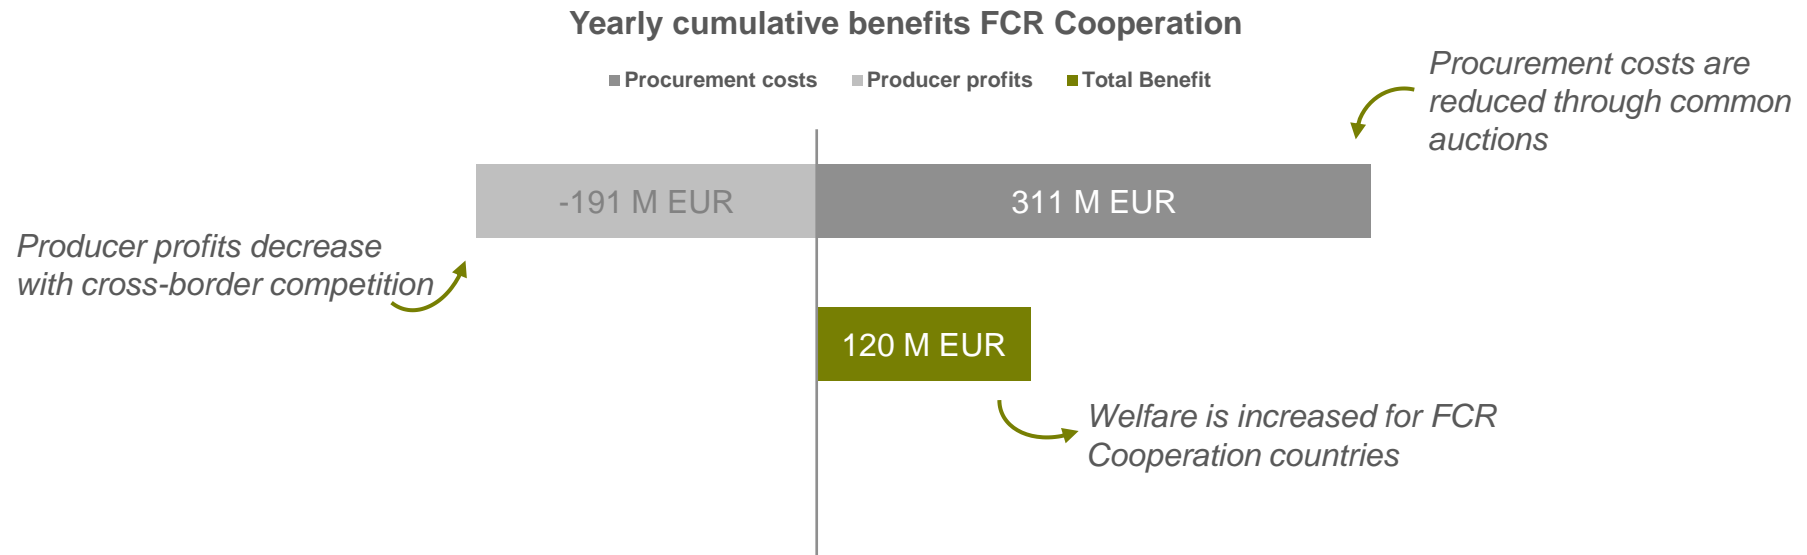 Yearly cumulative benefits FCR Cooperation
Procurement costs Producer profits Total Benefit
Procurement costs are
reduced through common
auctions
-191 M EUR 311 M EUR
Producer profits decrease
with cross-border competition
120 M EUR
Welfare is increased for FCR
Cooperation countries